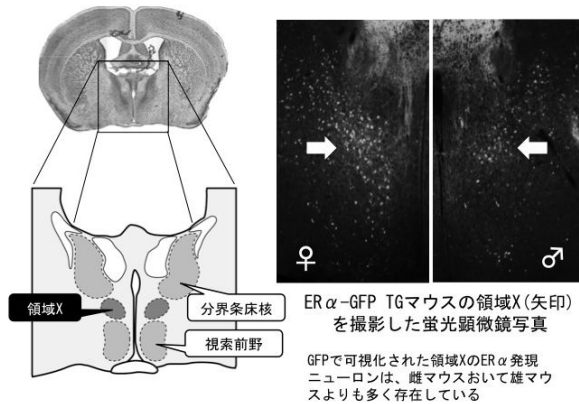 領域X
分界条床核
視索前野
♀
♂
ERα-GFP TGマウスの領域X(矢印)
を撮影した蛍光顕微鏡写真
GFPで可視化された領域XのERα発現
ニューロンは、雌マウスおいて雄マウ
スよりも多く存在している